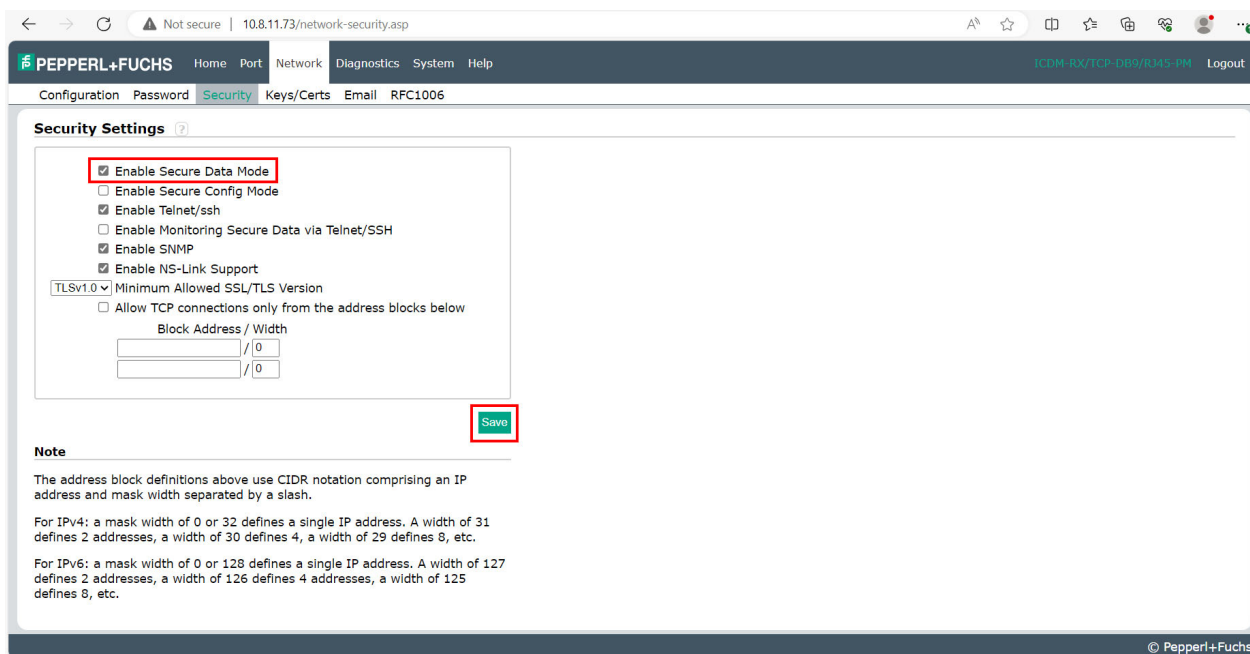 Not secure | 10.8.11.73/network-security.asp
PEPPERL+FUCHS Home Port Network Diagnostics System Help ICDM-RX/TCP-DB9/RJ45-PM Logout
Configuration Password Security Keys/Certs Email RFC1006
Security Settings ?
Enable Secure Data Mode
Enable Secure Config Mode
Enable Telnet/ssh
Enable Monitoring Secure Data via Telnet/SSH
Enable SNMP
Enable NS-Link Support
TLSv1.0 Minimum Allowed SSL/TLS Version
Allow TCP connections only from the address blocks below
Block Address / Width
/ 0
/ 0
Save
Note
The address block definitions above use CIDR notation comprising an IP
address and mask width separated by a slash.
For IPv4: a mask width of 0 or 32 defines a single IP address. A width of 31
defines 2 addresses, a width of 30 defines 4, a width of 29 defines 8, etc.
For IPv6: a mask width of 0 or 128 defines a single IP address. A width of 127
defines 2 addresses, a width of 126 defines 4 addresses, a width of 125
defines 8, etc.
© Pepperl+Fuchs